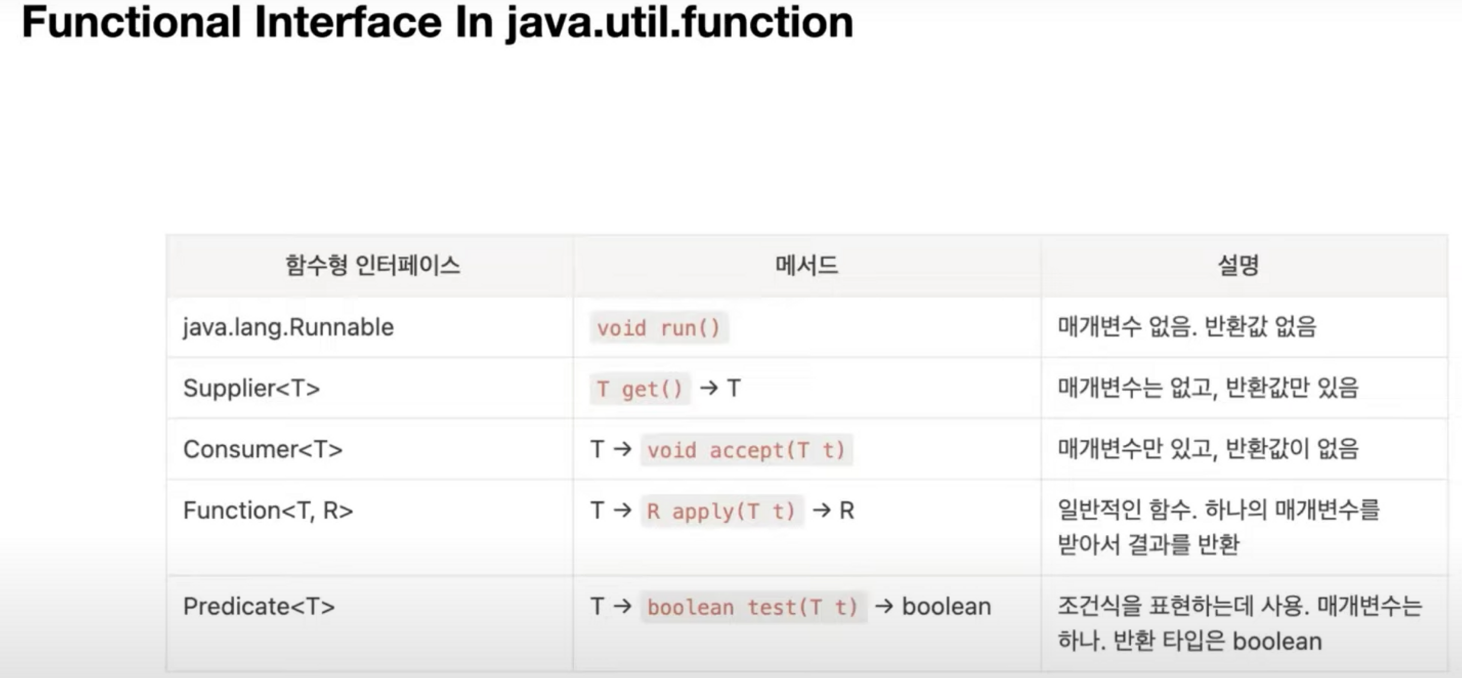 Functional Interface In java.util.function
함수형 인터페이스 메서드 설명
java.lang.Runnable void run() 매개변수 없음. 반환값 없음
Supplier<T> T get() → T 매개변수는 없고, 반환값만 있음
Consumer<T> T → void accept(T t) 매개변수만 있고, 반환값이 없음
Function<T, R> T → R apply(T t) → R 일반적인 함수. 하나의 매개변수를
받아서 결과를 반환
Predicate<T> T → boolean test(T t) → boolean 조건식을 표현하는데 사용. 매개변수는
하나. 반환 타입은 boolean